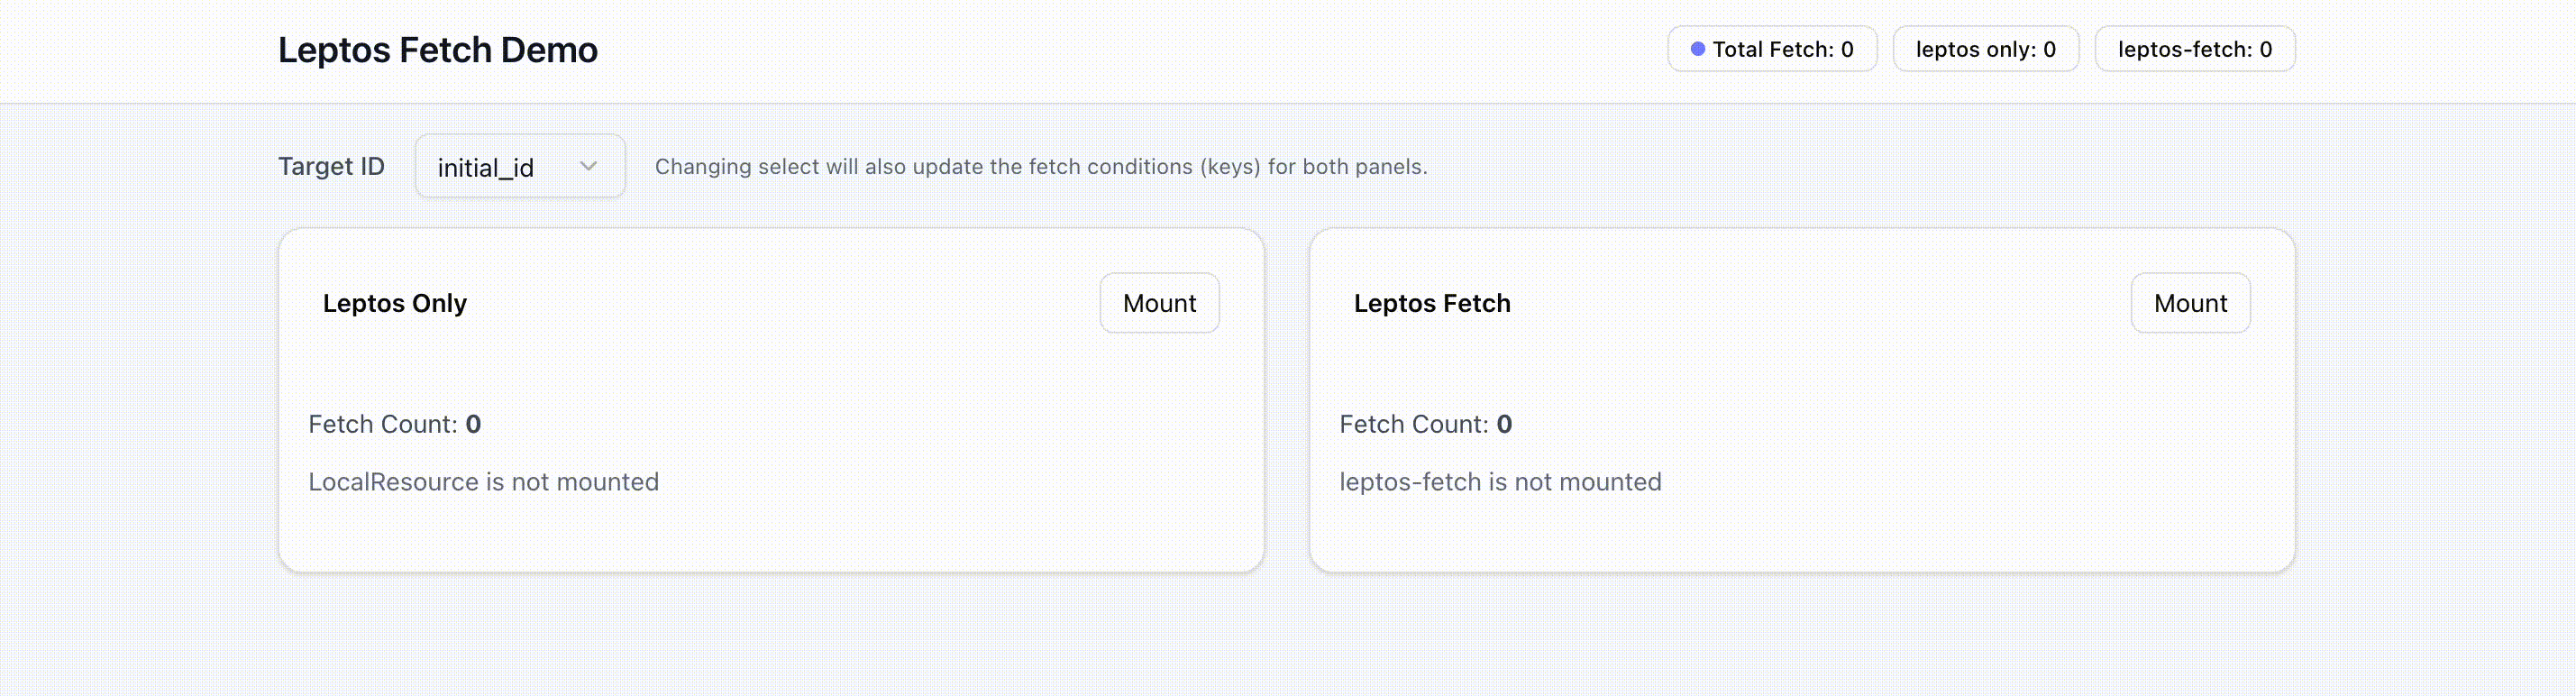 Leptos Fetch Demo
Total Fetch: 0
leptos only: 0
leptos-fetch: 0
Target ID
initial_id
Changing select will also update the fetch conditions (keys) for both panels.
Leptos Only
Mount
Fetch Count: 0
LocalResource is not mounted
Leptos Fetch
Mount
Fetch Count: 0
leptos-fetch is not mounted